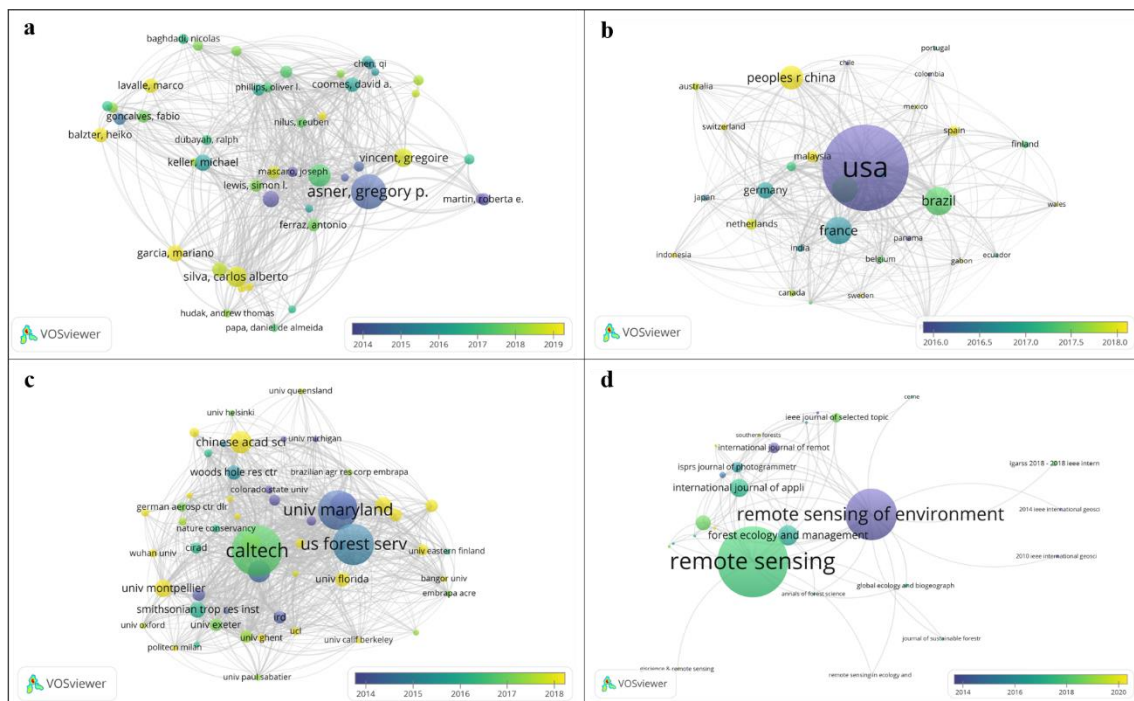 a
baghdadi, nicolas
chen, qi
lavalle, marco
phillips, oliver l.
coomes, david a.
goncalves, fabio
nilus, reuben
balzter, heiko
dubayah, ralph
keller, michael
vincent, gregoire
mascaro, joseph
lewis, simon l.
asner, gregory p.
martin, roberta e.
ferraz, antonio
garcia, mariano
silva, carlos alberto
hudak, andrew thomas
papa, daniel de almeida
VOSviewer
2014 2015 2016 2017 2018 2019
b
portugal
chile
peoples r china
colombia
australia
mexico
switzerland
spain
malaysia
usa
finland
germany
japan
brazil
wales
netherlands
france
panama
india
indonesia
belgium
gabon
ecuador
canada
sweden
VOSviewer
2016.0 2016.5 2017.0 2017.5 2018.0
c
univ queensland
univ helsinki
chinese acad sci
univ michigan
woods hole res ctr
brazilian agr res corp embrapa
colorado state univ
german aerosp ctr dlr
univ maryland
nature conservancy
wuhan univ
cirad
caltech
us forest serv
univ eastern finland
univ montpellier
univ florida
bangor univ
embrapa acre
smithsonian trop res inst
ird
univ oxford
univ exeter
ucl
univ ghent
univ calif berkeley
politecn milan
univ paul sabatier
VOSviewer
2014 2015 2016 2017 2018
d
ieee journal of selected topic
southern forests
international journal of remot
isprs journal of photogrammetr
igarss 2018 - 2018 ieee intern
international journal of appli
remote sensing of environment
2014 ieee international geosci
forest ecology and management
remote sensing
2010 ieee international geosci
global ecology and biogeograph
annals of forest science
journal of sustainable forestr
& remote sensing
remote sensing in ecology and
VOSviewer
2014 2016 2018 2020